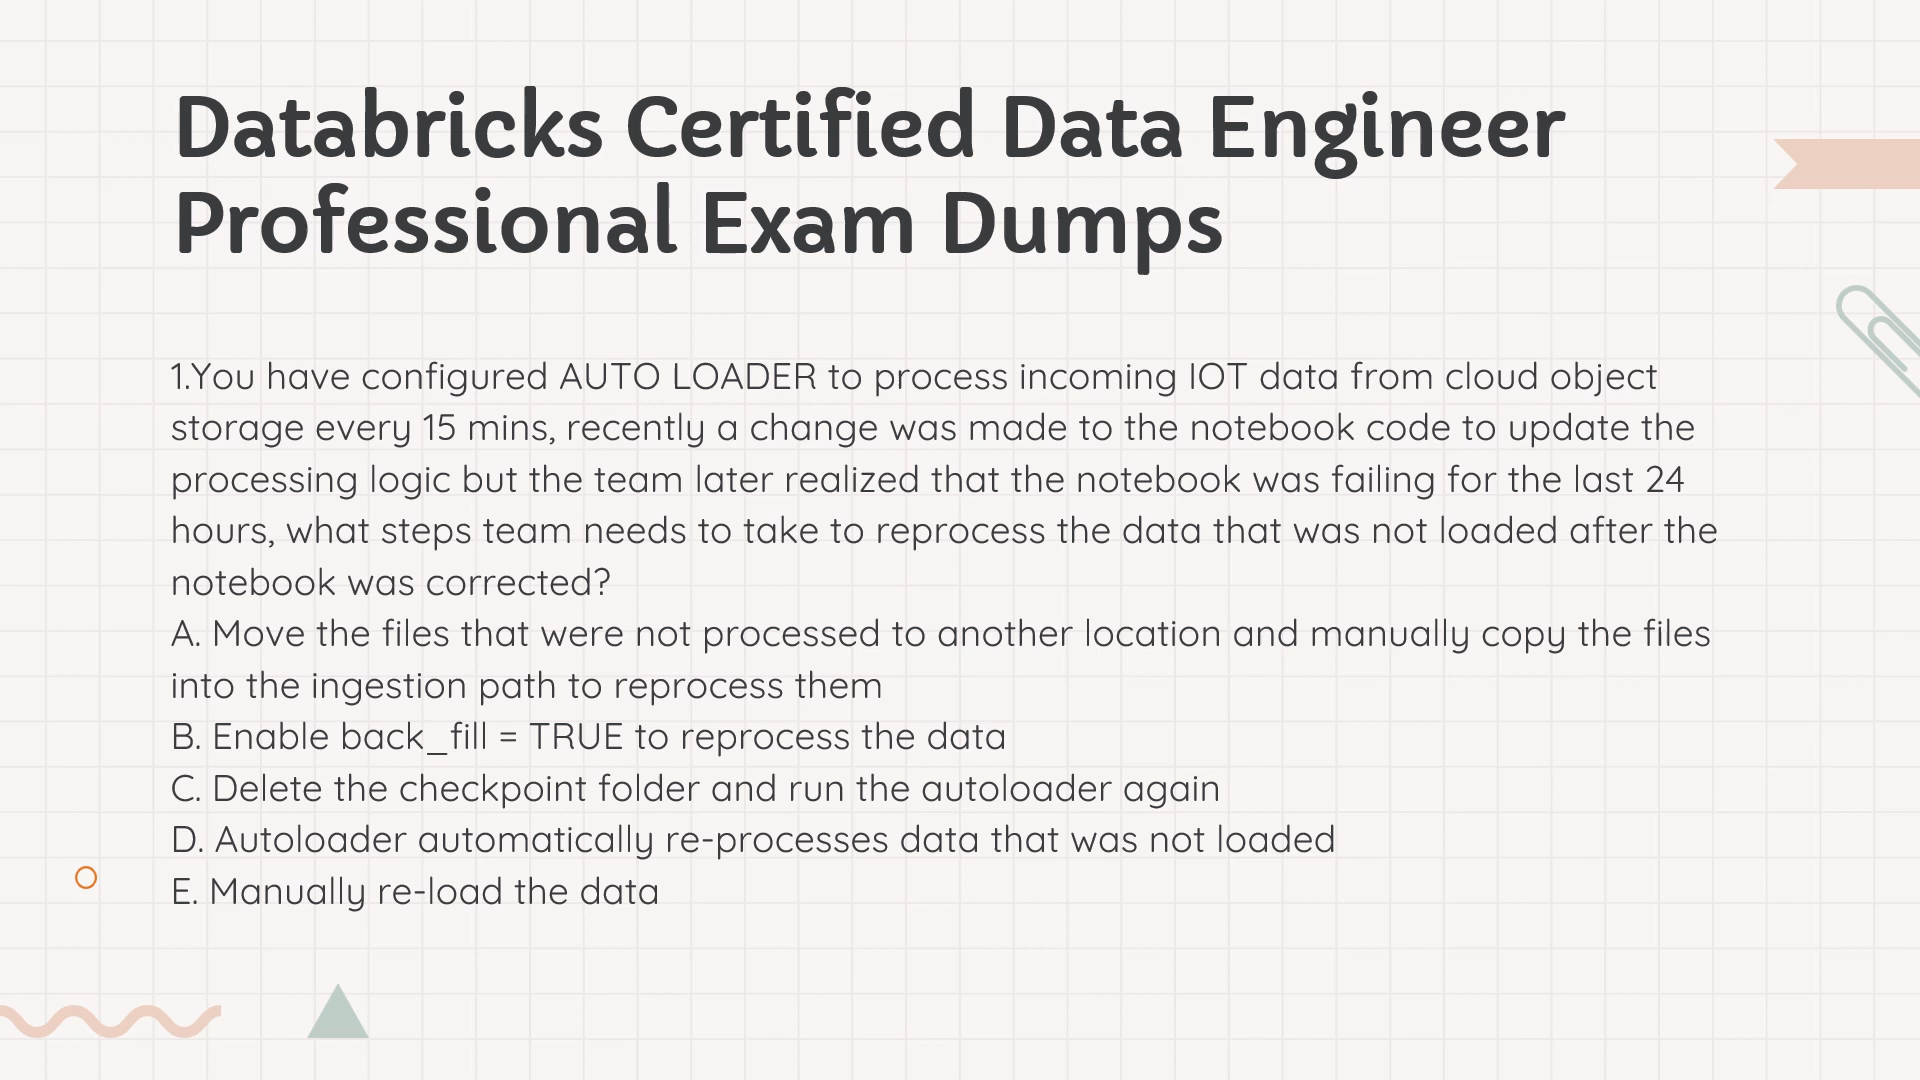 Databricks Certified Data Engineer
Professional Exam Dumps
1.You have configured AUTO LOADER to process incoming IOT data from cloud object
storage every 15 mins, recently a change was made to the notebook code to update the
processing logic but the team later realized that the notebook was failing for the last 24
hours, what steps team needs to take to reprocess the data that was not loaded after the
notebook was corrected?
A. Move the files that were not processed to another location and manually copy the files
into the ingestion path to reprocess them
B. Enable back_fill = TRUE to reprocess the data
C. Delete the checkpoint folder and run the autoloader again
D. Autoloader automatically re-processes data that was not loaded
E. Manually re-load the data